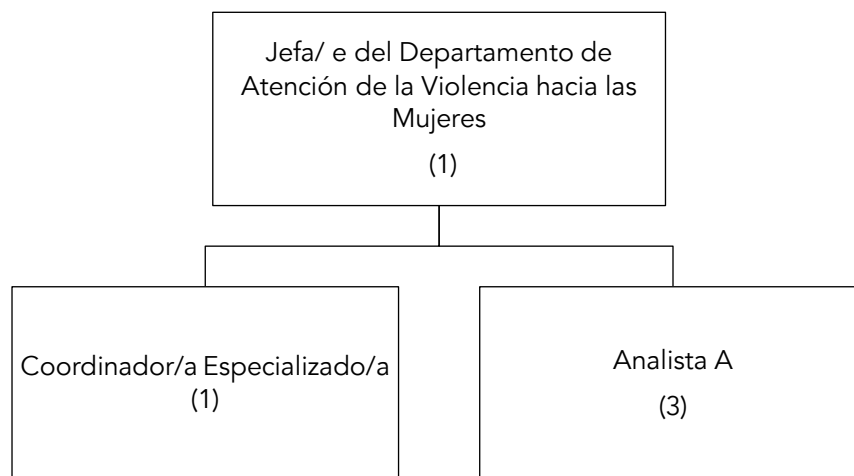 Jefa/ e del Departamento de
Atención de la Violencia hacia las
Mujeres
(1)
Coordinador/a Especializado/a
(1)
Analista A
(3)